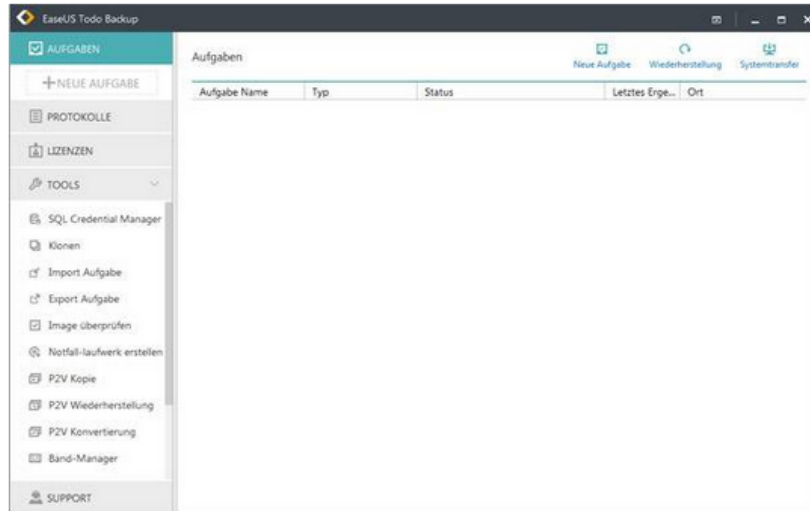 EaseUS Todo Backup
AUFGABEN
NEUE AUFGABE
PROTOKOLLE
LIZENZEN
TOOLS
SQL Credential Manager
Klonen
Import Aufgabe
Export Aufgabe
Image überprüfen
Notfall-laufwerk erstellen
P2V Kopie
P2V Wiederherstellung
P2V Konvertierung
Band-Manager
SUPPORT
Aufgaben
Neue Aufgabe Wiederherstellung Systemtransfer
Aufgabe Name Typ Status Letztes Erge... Ort